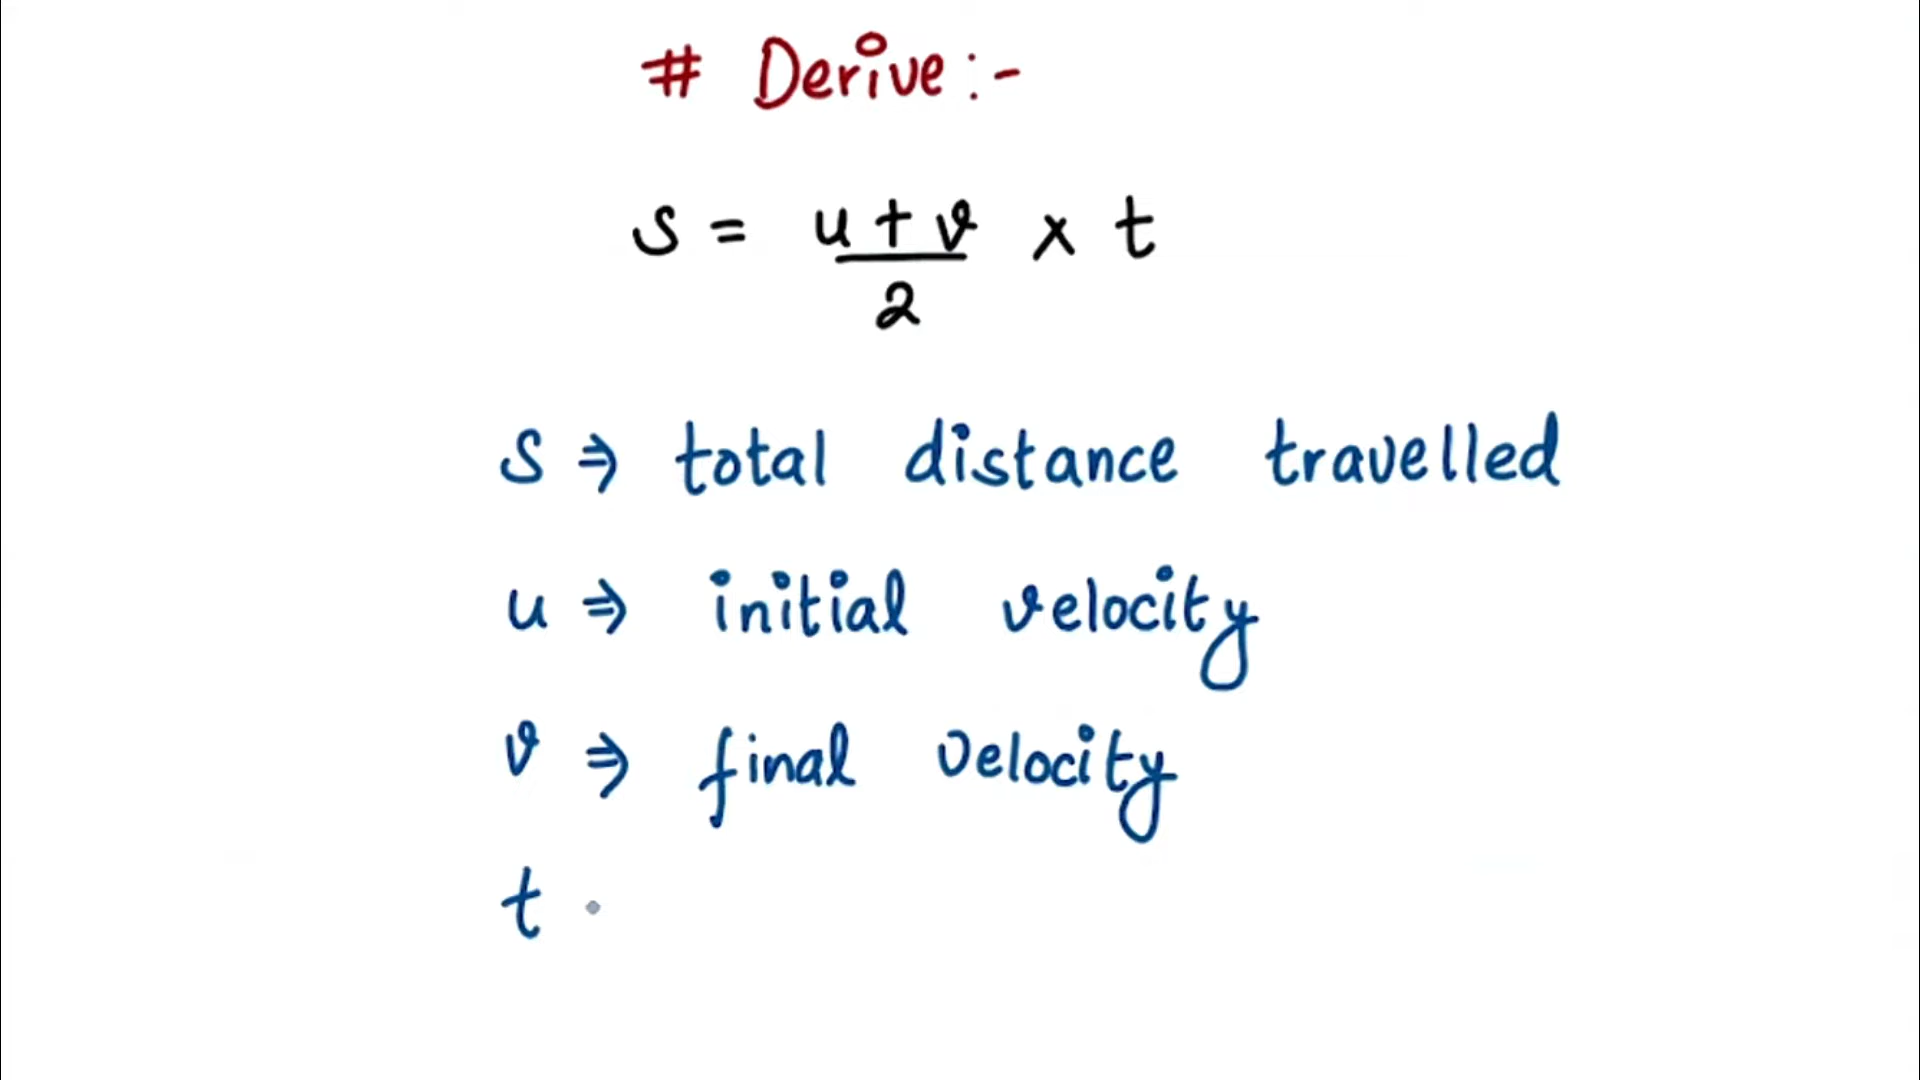 # Derive :-
s = u + v / 2 × t
s ⇒ total distance travelled
u ⇒ initial velocity
v ⇒ final velocity
t